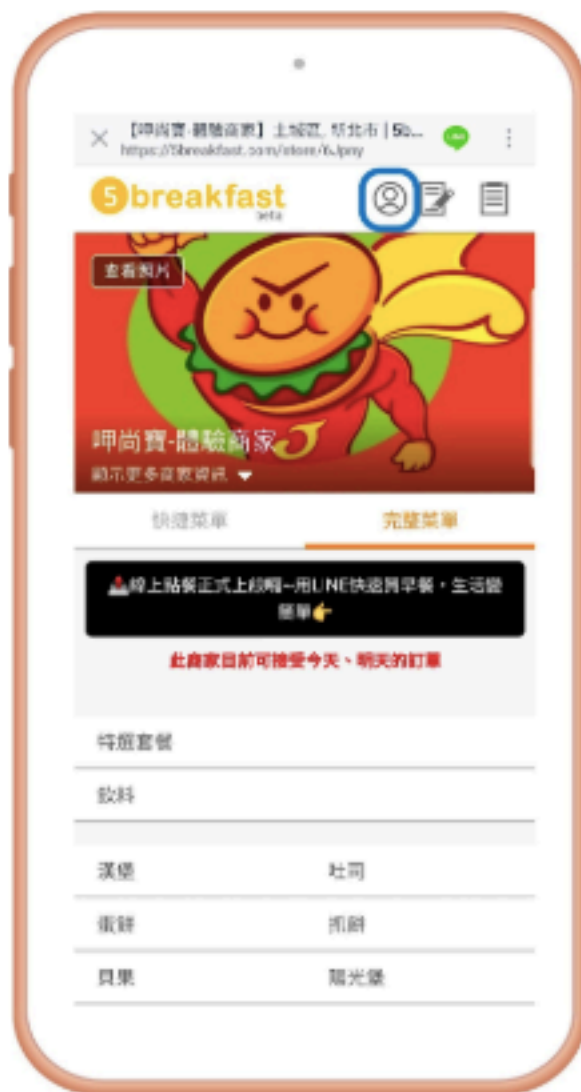 【呷尚寶-體驗商家】土城區, 新北市 | 5b...
https://5breakfast.com/store/6Jpny
5breakfast
beta
查看照片
呷尚寶-體驗商家
顯示更多商家資訊
快捷菜單
完整菜單
線上點餐正式上線囉~用LINE快速買早餐，生活變
簡單👉
此商家目前可接受今天、明天的訂單
特選套餐
飲料
漢堡
吐司
蛋餅
抓餅
貝果
陽光堡